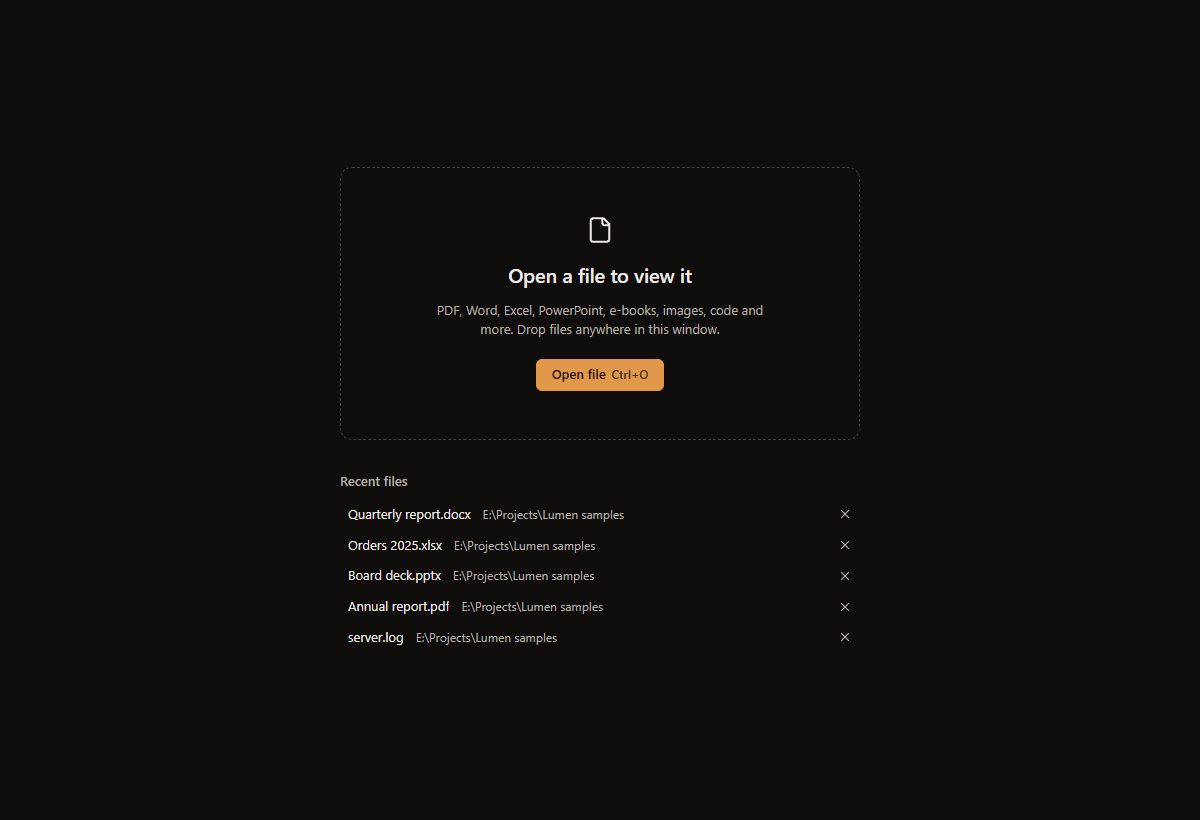 Open a file to view it
PDF, Word, Excel, PowerPoint, e-books, images, code and
more. Drop files anywhere in this window.
Open file Ctrl+O
Recent files
Quarterly report.docx E:\Projects\Lumen samples
Orders 2025.xlsx E:\Projects\Lumen samples
Board deck.pptx E:\Projects\Lumen samples
Annual report.pdf E:\Projects\Lumen samples
server.log E:\Projects\Lumen samples